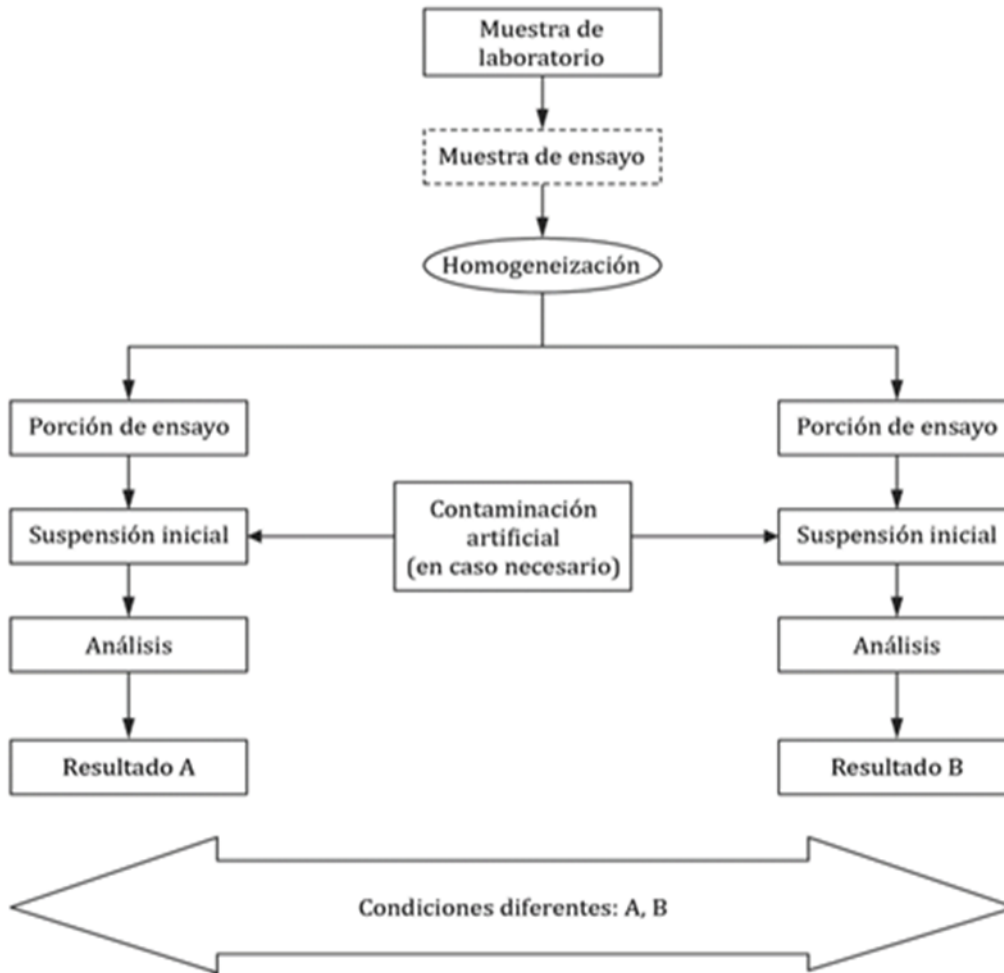 Muestra de
laboratorio
Muestra de ensayo
Homogeneización
Porción de ensayo
Porción de ensayo
Suspensión inicial
Contaminación
artificial
(en caso necesario)
Suspensión inicial
Análisis
Análisis
Resultado A
Resultado B
Condiciones diferentes: A, B